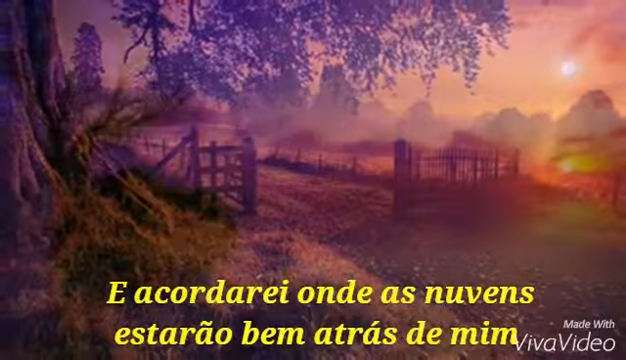 E acordarei onde as nuvens
estarão bem atrás de mim
Made With
VivaVideo